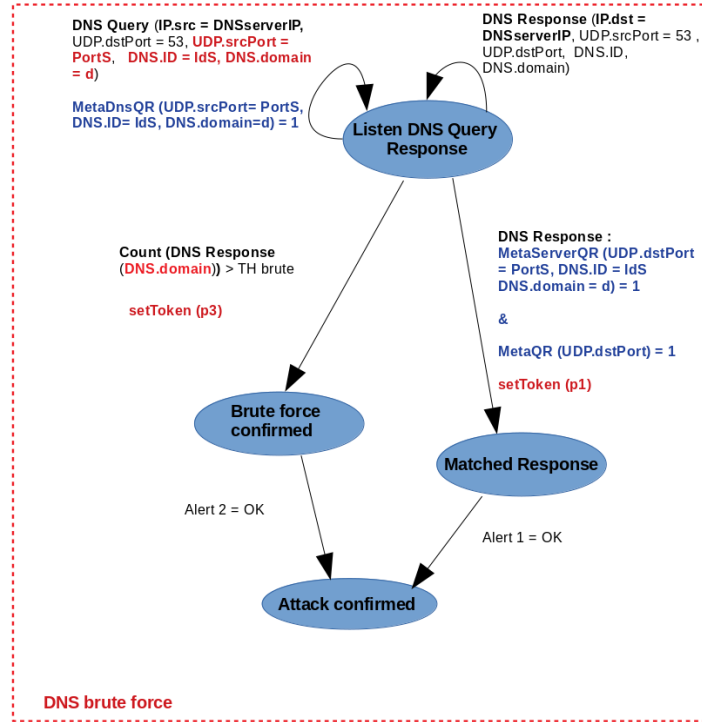 DNS Query (IP.src = DNSserverIP,
UDP.dstPort = 53, UDP.srcPort =
PortS, DNS.ID = IdS, DNS.domain
= d)
MetaDnsQR (UDP.srcPort= PortS,
DNS.ID= IdS, DNS.domain=d) = 1
DNS Response (IP.dst =
DNSserverIP, UDP.srcPort = 53 ,
UDP.dstPort, DNS.ID,
DNS.domain)
Listen DNS Query
Response
Count (DNS Response
(DNS.domain)) > TH brute
setToken (p3)
DNS Response :
MetaServerQR (UDP.dstPort
= PortS, DNS.ID = IdS
DNS.domain = d) = 1
&
MetaQR (UDP.dstPort) = 1
setToken (p1)
Brute force
confirmed
Matched Response
Alert 2 = OK
Alert 1 = OK
Attack confirmed
DNS brute force